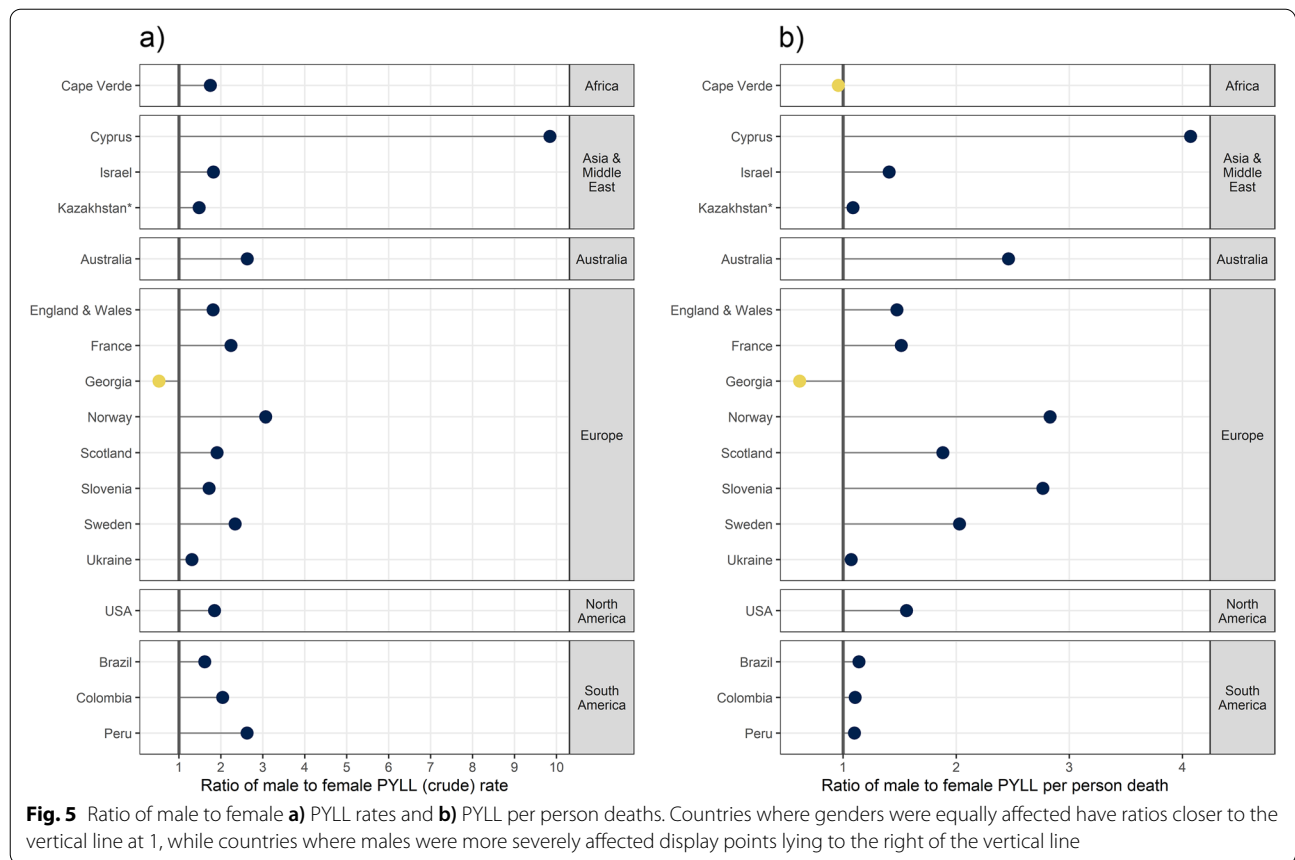 a)
Cape Verde
Africa
Cyprus
Israel
Kazakhstan*
Asia &
Middle
East
Australia
Australia
England & Wales
France
Georgia
Norway
Scotland
Slovenia
Sweden
Ukraine
Europe
USA
North
America
Brazil
Colombia
Peru
South
America
1 2 3 4 5 6 7 8 9 10
Ratio of male to female PYLL (crude) rate
b)
Cape Verde
Africa
Cyprus
Israel
Kazakhstan*
Asia &
Middle
East
Australia
Australia
England & Wales
France
Georgia
Norway
Scotland
Slovenia
Sweden
Ukraine
Europe
USA
North
America
Brazil
Colombia
Peru
South
America
1 2 3 4
Ratio of male to female PYLL per person death
Fig. 5 Ratio of male to female a) PYLL rates and b) PYLL per person deaths. Countries where genders were equally affected have ratios closer to the
vertical line at 1, while countries where males were more severely affected display points lying to the right of the vertical line